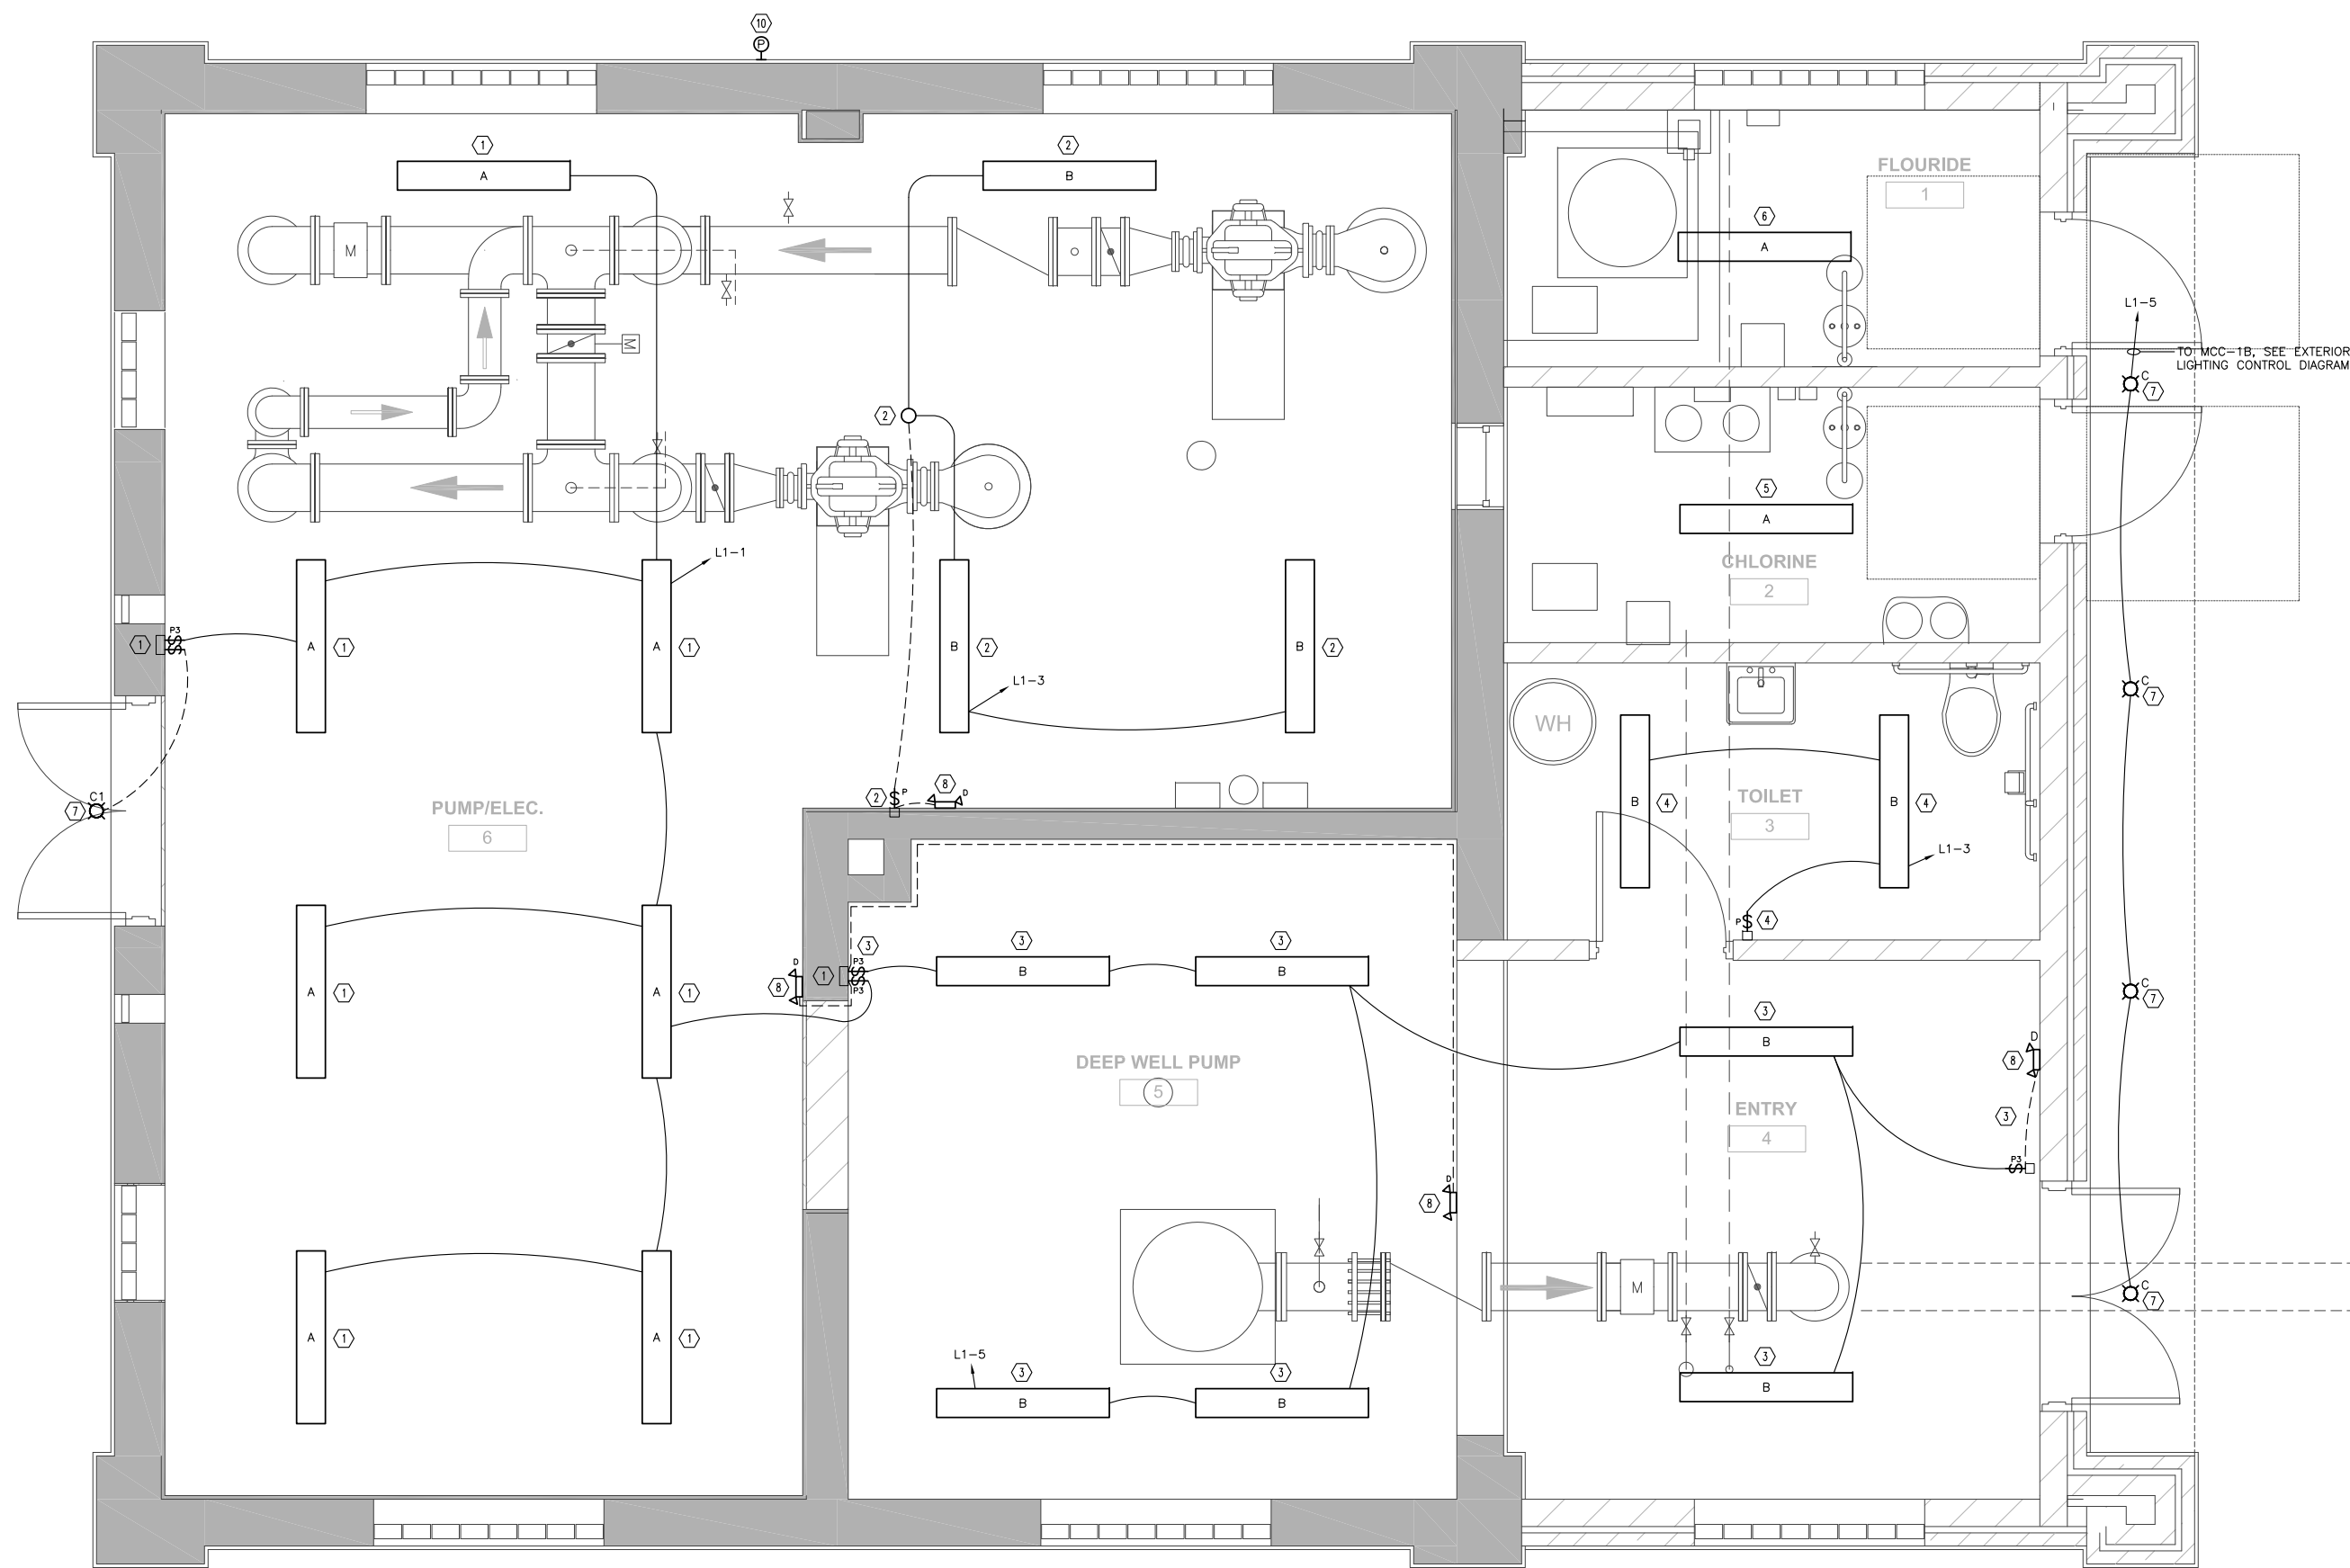 10
P
1
A
2
B
FLOURIDE
1
6
A
M
L1-5
TO MCC-1B, SEE EXTERIOR
LIGHTING CONTROL DIAGRAM
C
7
M
2
5
A
CHLORINE
2
L1-1
P3
1
A
1
A
1
B
2
B
2
L1-3
C
7
WH
B
4
TOILET
3
B
4
L1-3
P
4
C1
7
PUMP/ELEC.
6
2
P
8
D
A
1
A
1
D
8
1
3
P3
P3
3
B
3
B
C
7
3
B
D
8
3
P3
DEEP WELL PUMP
5
ENTRY
4
D
8
M
C
7
A
1
A
1
L1-5
3
B
3
B
3
B